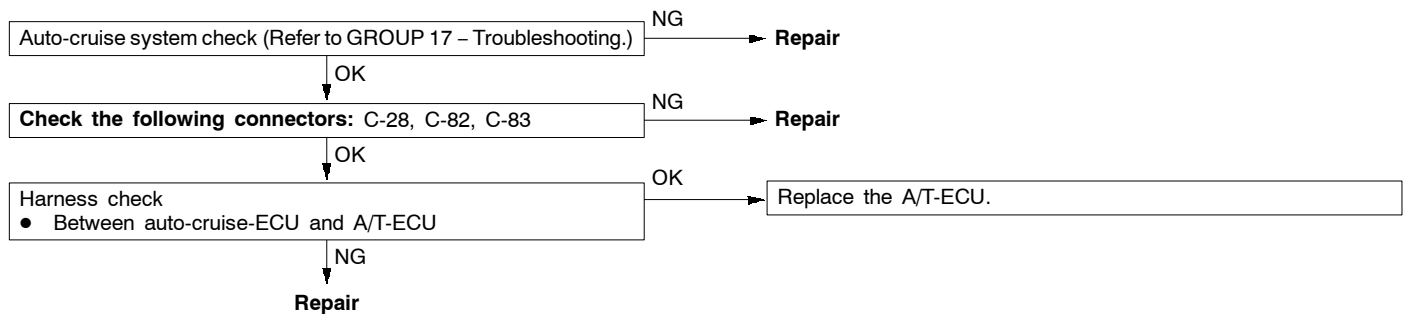 Auto-cruise system check (Refer to GROUP 17 – Troubleshooting.)
NG
Repair
OK
Check the following connectors: C-28, C-82, C-83
NG
Repair
OK
Harness check
● Between auto-cruise-ECU and A/T-ECU
OK
Replace the A/T-ECU.
NG
Repair